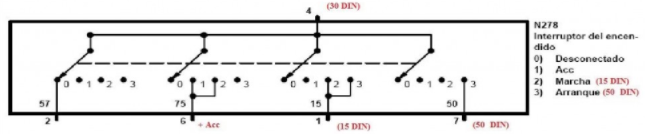 4 (30 DIN)
N278
Interruptor del encen-
dido
0) Desconectado
1) Acc
2) Marcha (15 DIN)
3) Arranque (50 DIN)
0 1 2 3 0 1 2 3 0 1 2 3 0 1 2 3
57 75 15 50
2 6 + Acc 1 (15 DIN) 7 (50 DIN)